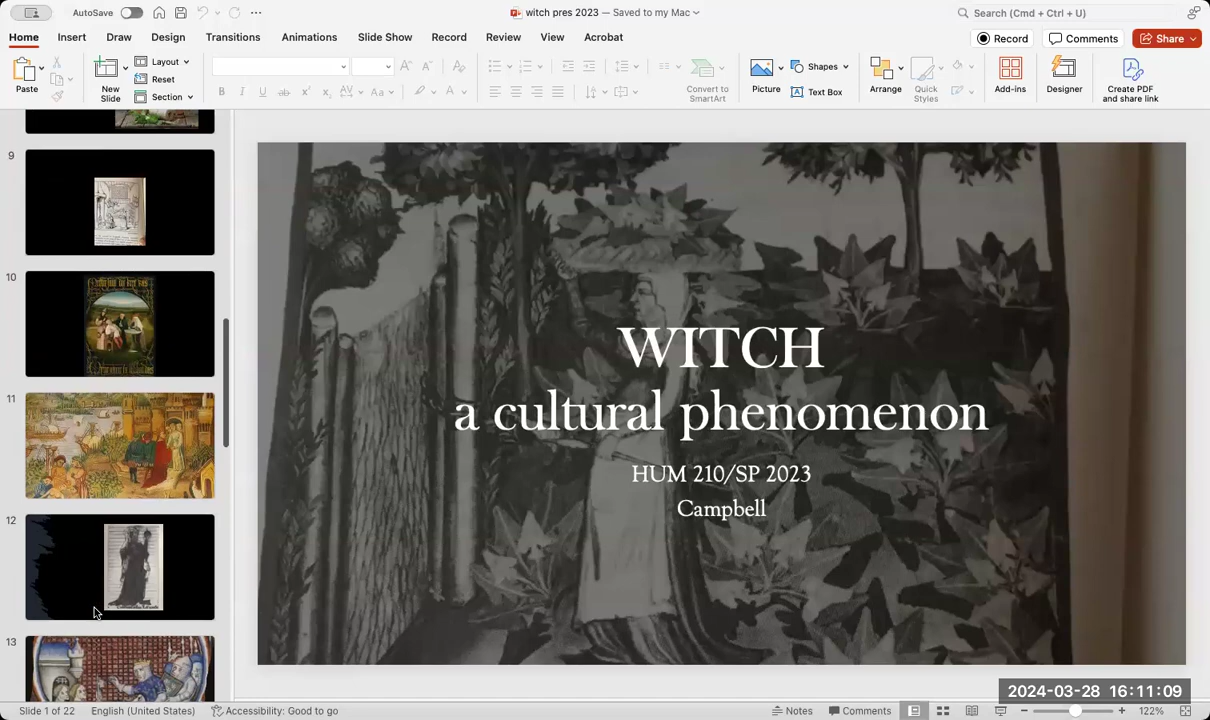 AutoSave
witch pres 2023 — Saved to my Mac
Search (Cmd + Ctrl + U)
Home Insert Draw Design Transitions Animations Slide Show Record Review View Acrobat
Record Comments Share
Paste
New
Slide
Layout
Reset
Section
B I U ab x x AV Aa A
Convert to
SmartArt
Picture
Shapes
Text Box
Arrange
Quick
Styles
Add-ins
Designer
Create PDF
and share link
9
10
11
12
13
WITCH
a cultural phenomenon
HUM 210/SP 2023
Campbell
2024-03-28 16:11:09
Slide 1 of 22 English (United States) Accessibility: Good to go Notes Comments 122%